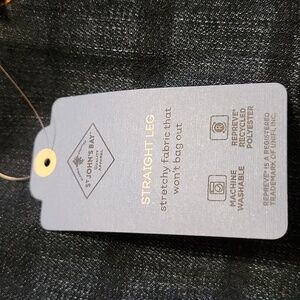 ST JOHN'S BAY
STRAIGHT LEG
stretchy fabric that
won't bag out
MACHINE
WASHABLE
REPREVE®
RECYCLED
POLYESTER
REPREVE® IS A REGISTERED
TRADEMARK OF UNIFI, INC.